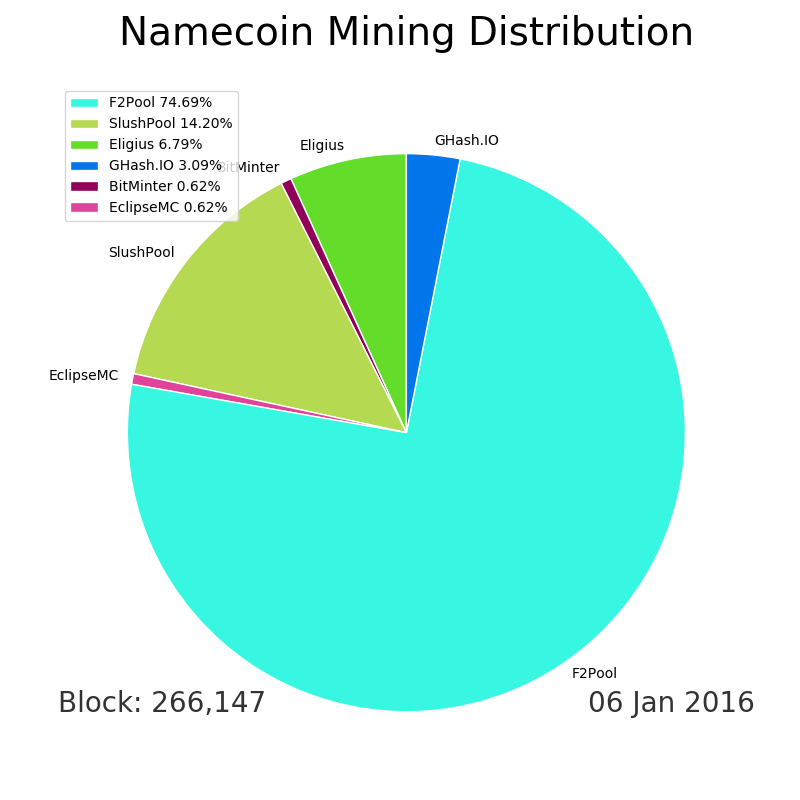 Namecoin Mining Distribution
F2Pool 74.69%
SlushPool 14.20%
Eligius 6.79%
GHash.IO 3.09%
BitMinter 0.62%
EclipseMC 0.62%
GHash.IO
Eligius
BitMinter
SlushPool
EclipseMC
F2Pool
Block: 266,147
06 Jan 2016